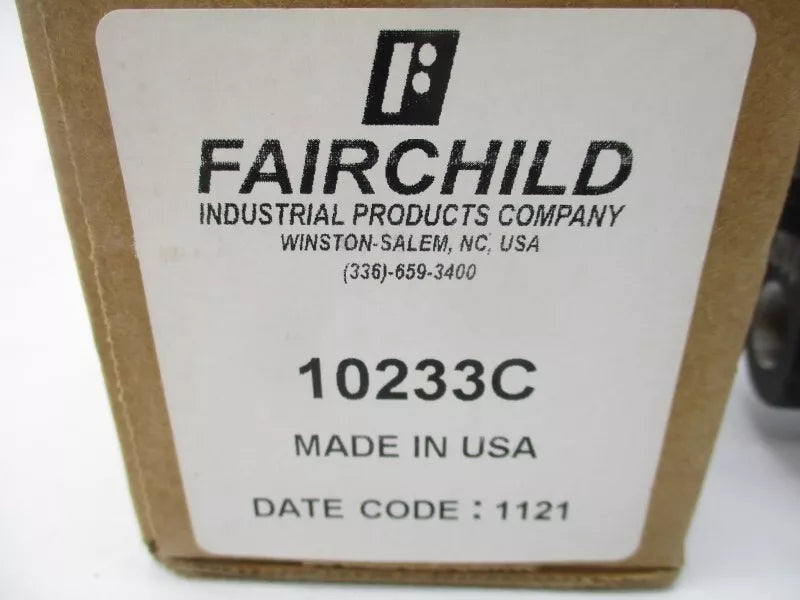 FAIRCHILD
INDUSTRIAL PRODUCTS COMPANY
WINSTON-SALEM, NC, USA
(336)-659-3400
10233C
MADE IN USA
DATE CODE : 1121